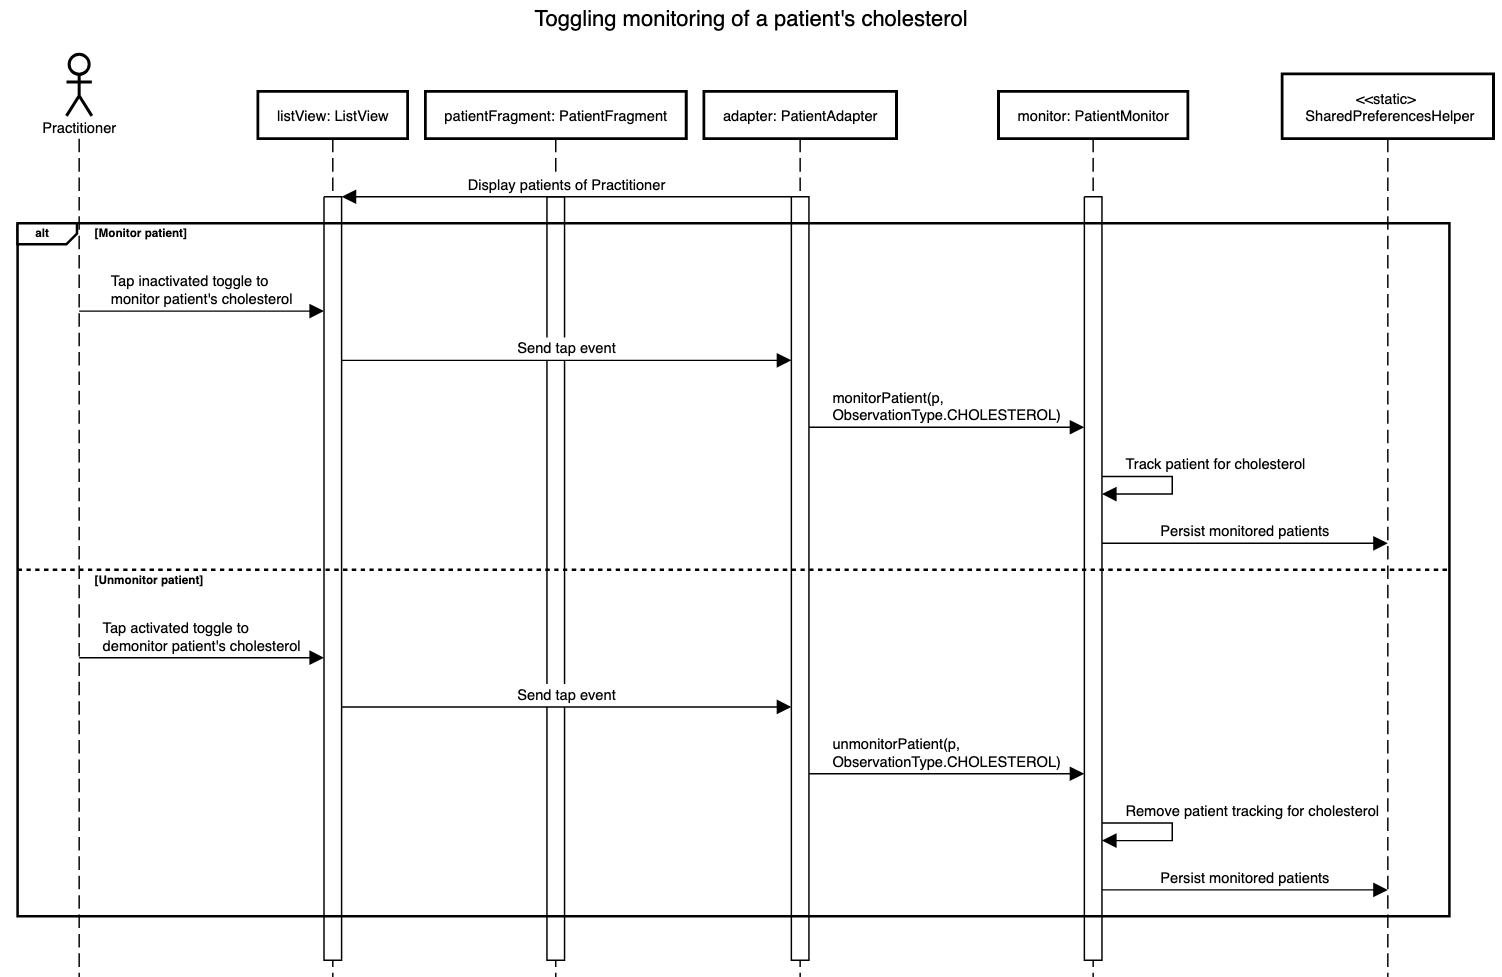 Toggling monitoring of a patient's cholesterol
Practitioner
listView: ListView
patientFragment: PatientFragment
adapter: PatientAdapter
monitor: PatientMonitor
<<static>>
SharedPreferencesHelper
Display patients of Practitioner
alt
[Monitor patient]
Tap inactivated toggle to
monitor patient's cholesterol
Send tap event
monitorPatient(p,
ObservationType.CHOLESTEROL)
Track patient for cholesterol
Persist monitored patients
[Unmonitor patient]
Tap activated toggle to
demonitor patient's cholesterol
Send tap event
unmonitorPatient(p,
ObservationType.CHOLESTEROL)
Remove patient tracking for cholesterol
Persist monitored patients